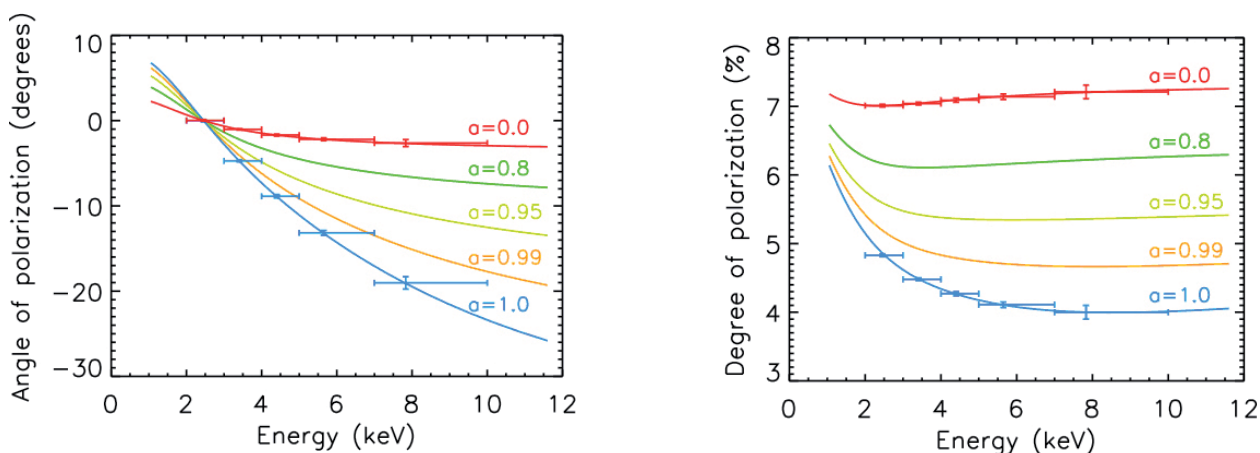 Angle of polarization (degrees)
10
0
−10
−20
−30
0 2 4 6 8 10 12
Energy (keV)
a=0.0
a=0.8
a=0.95
a=0.99
a=1.0
Degree of polarization (%)
8
7
6
5
4
3
0 2 4 6 8 10 12
Energy (keV)
a=0.0
a=0.8
a=0.95
a=0.99
a=1.0